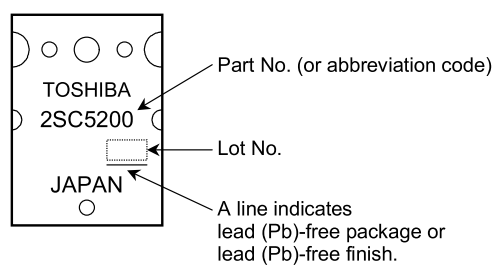 TOSHIBA
2SC5200
JAPAN
Part No. (or abbreviation code)
Lot No.
A line indicates
lead (Pb)-free package or
lead (Pb)-free finish.